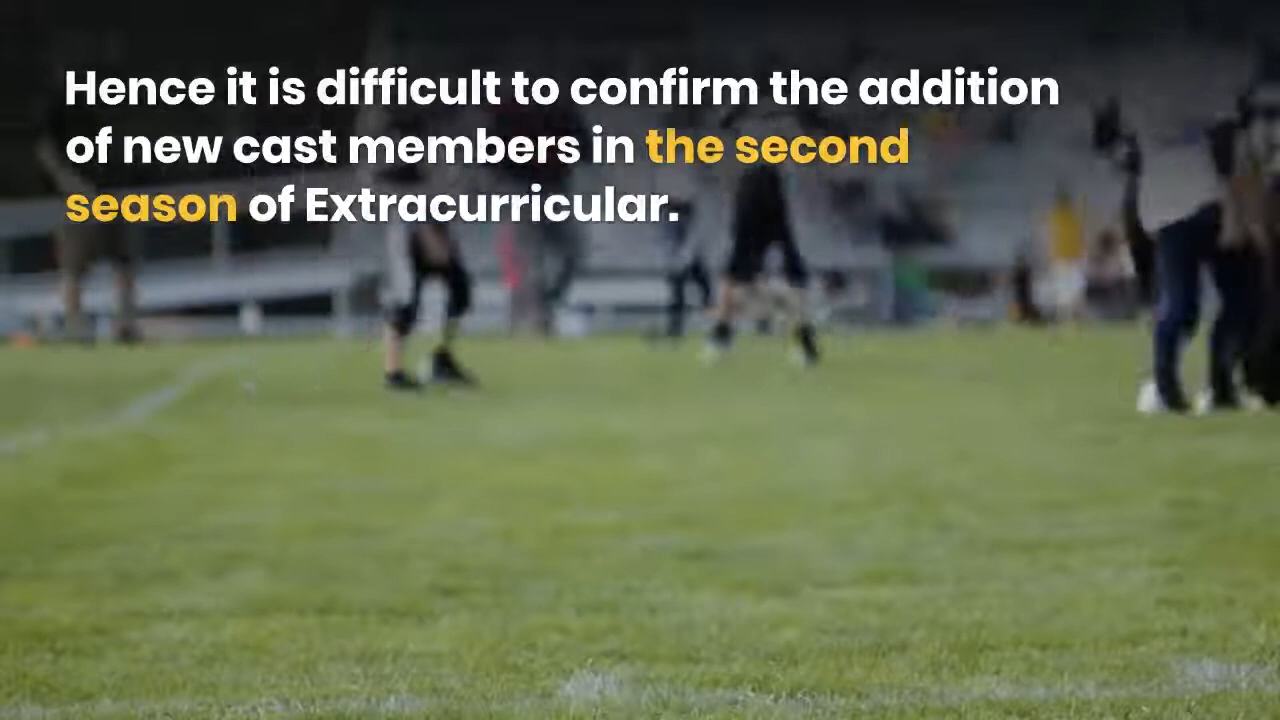 Hence it is difficult to confirm the addition
of new cast members in the second
season of Extracurricular.